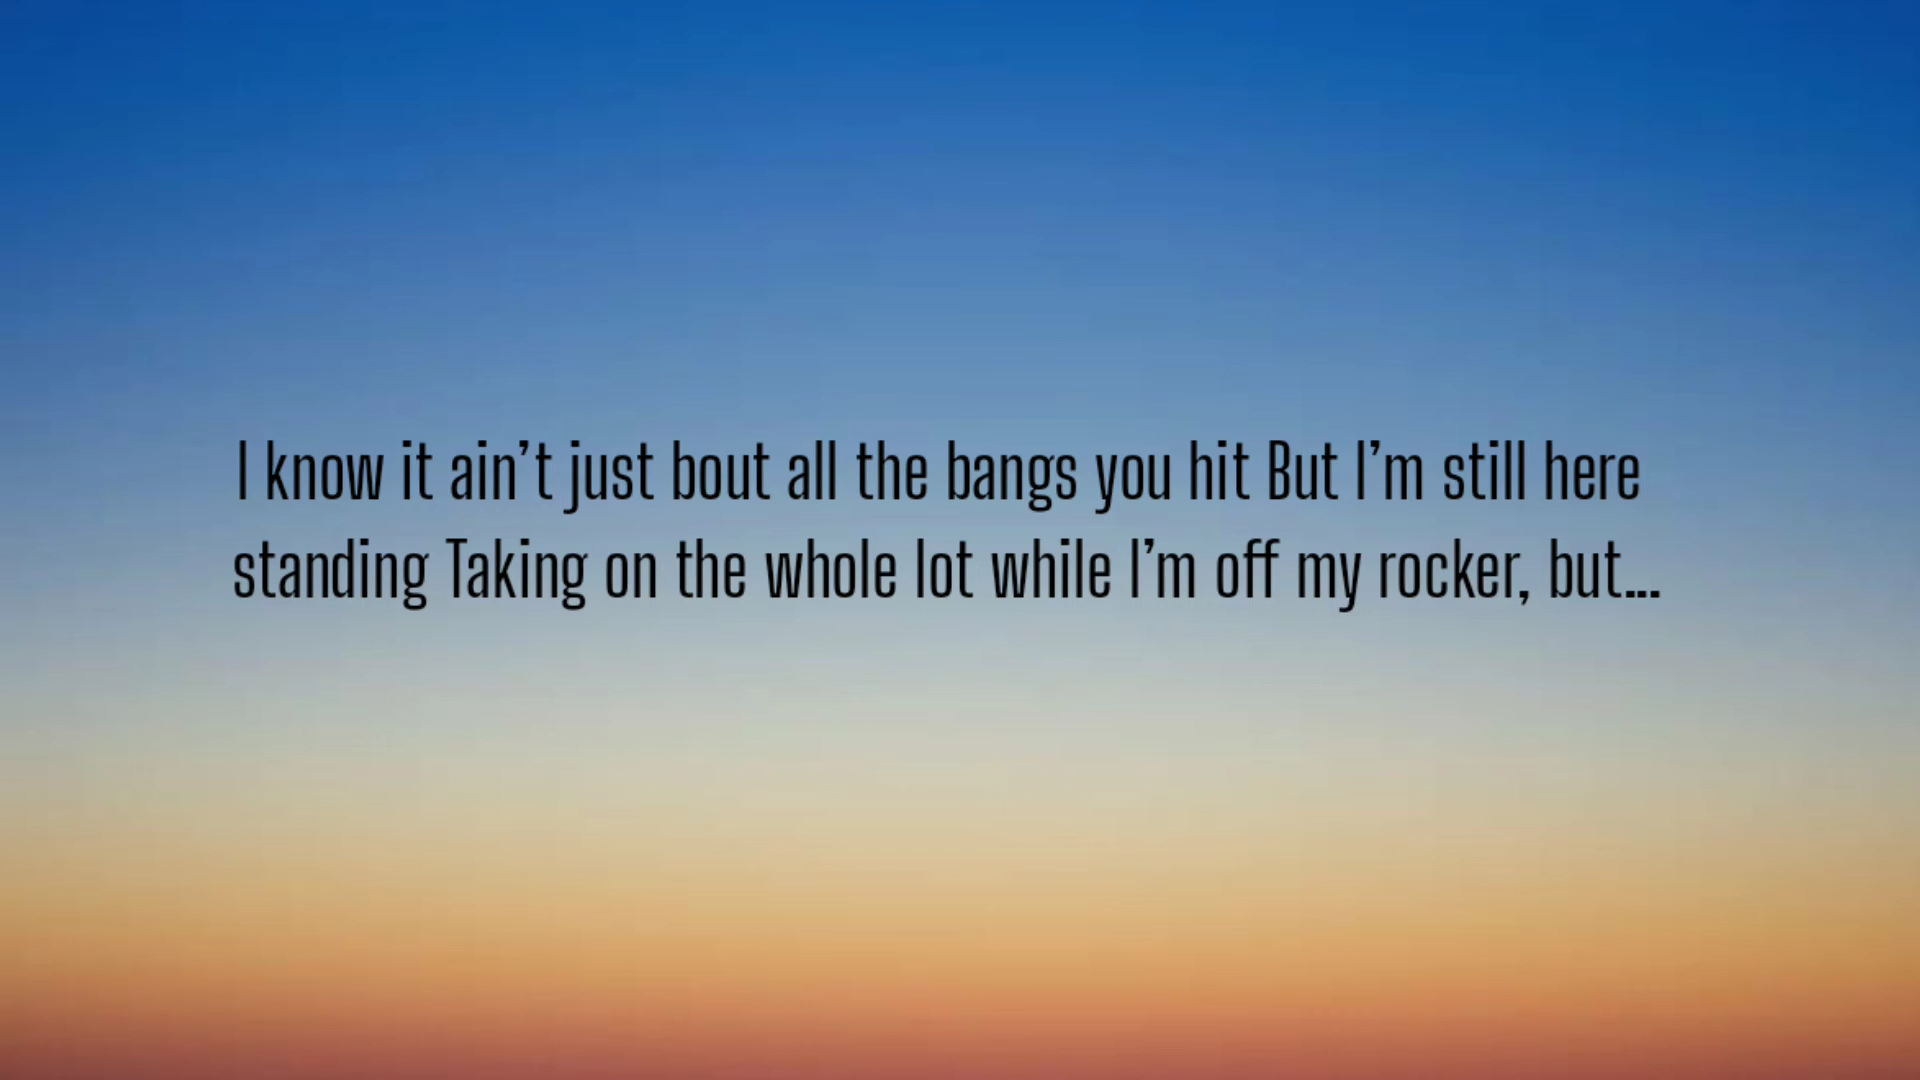 I know it ain’t just bout all the bangs you hit But I’m still here
standing Taking on the whole lot while I’m off my rocker, but...